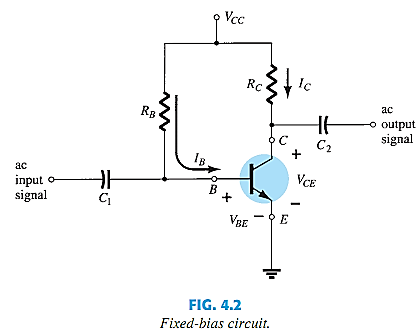 VCC
RC
IC
RB
ac
output
signal
C
C2
+
IB
ac
input
signal
B
+
VCE
C1
VBE
−
E
−
FIG. 4.2
Fixed-bias circuit.